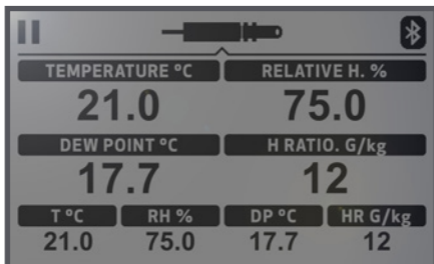 TEMPERATURE °C RELATIVE H. %
21.0 75.0
DEW POINT °C H RATIO. G/kg
17.7 12
T °C RH % DP °C HR G/kg
21.0 75.0 17.7 12